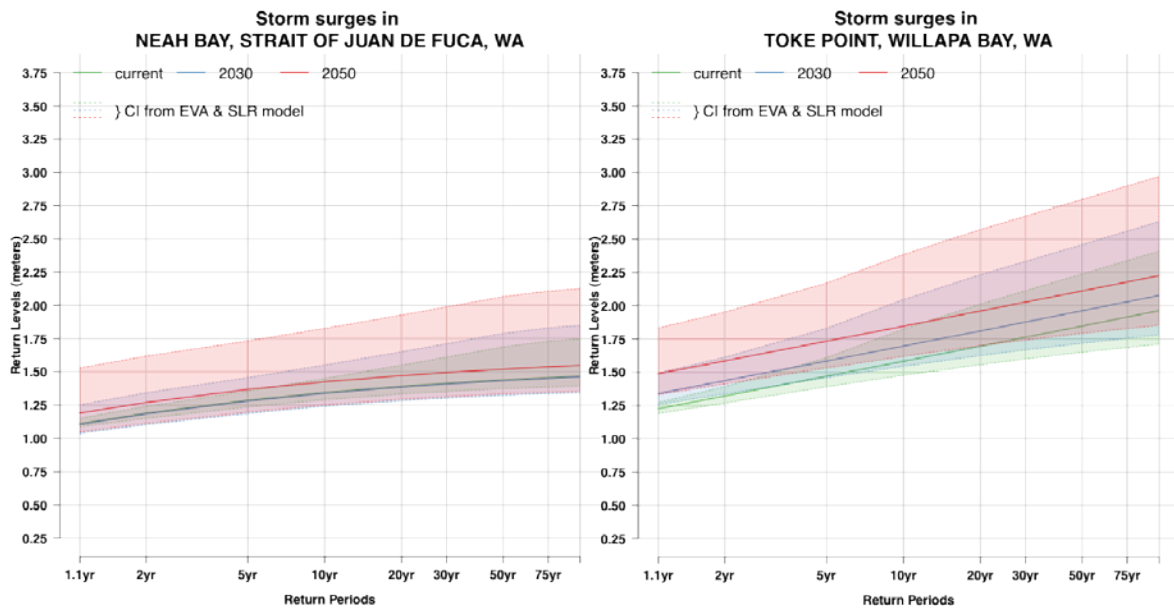 Storm surges in
NEAH BAY, STRAIT OF JUAN DE FUCA, WA
current 2030 2050
} CI from EVA & SLR model
3.75
3.50
3.25
3.00
2.75
2.50
2.25
2.00
1.75
1.50
1.25
1.00
0.75
0.50
0.25
Return Levels (meters)
1.1yr 2yr 5yr 10yr 20yr 30yr 50yr 75yr
Return Periods
Storm surges in
TOKE POINT, WILLAPA BAY, WA
current 2030 2050
} CI from EVA & SLR model
3.75
3.50
3.25
3.00
2.75
2.50
2.25
2.00
1.75
1.50
1.25
1.00
0.75
0.50
0.25
Return Levels (meters)
1.1yr 2yr 5yr 10yr 20yr 30yr 50yr 75yr
Return Periods